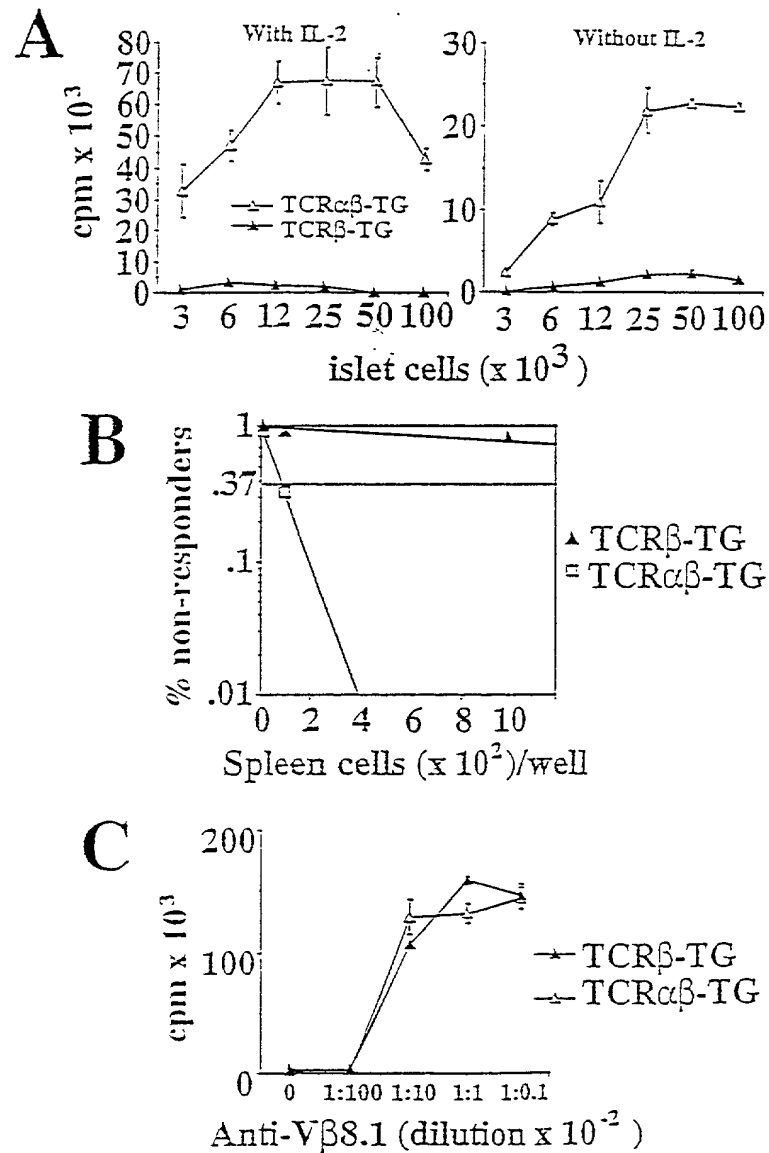 A
With IL-2
Without IL-2
cpm x 10³
80
70
60
50
40
30
20
10
0
30
20
10
0
TCRαβ-TG
TCRβ-TG
3 6 12 25 50 100
3 6 12 25 50 100
islet cells (x 10³)
B
% non-responders
1
.37
.1
.01
0 2 4 6 8 10
TCRβ-TG
TCRαβ-TG
Spleen cells (x 10²)/well
C
cpm x 10³
200
100
0
TCRβ-TG
TCRαβ-TG
0 1:100 1:10 1:1 1:0.1
Anti-Vβ8.1 (dilution x 10⁻²)